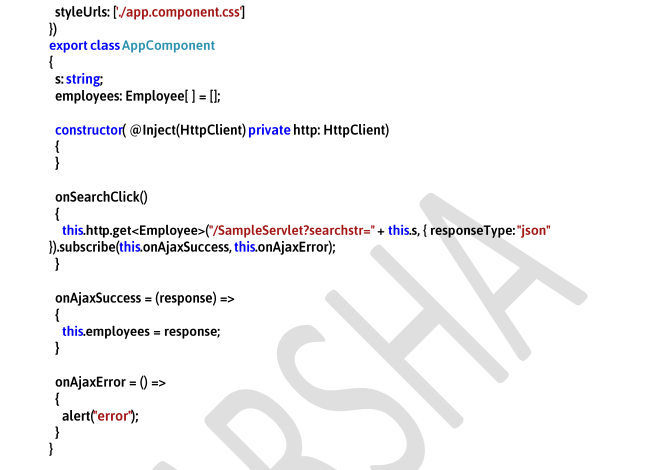 styleUrls: ['./app.component.css']
})
export class AppComponent
{
s: string;
employees: Employee[ ] = [];
constructor( @Inject(HttpClient) private http: HttpClient)
{
}
onSearchClick()
{
this.http.get<Employee>("/SampleServlet?searchstr=" + this.s, { responseType: "json"
}).subscribe(this.onAjaxSuccess, this.onAjaxError);
}
onAjaxSuccess = (response) =>
{
this.employees = response;
}
onAjaxError = () =>
{
alert("error");
}
}